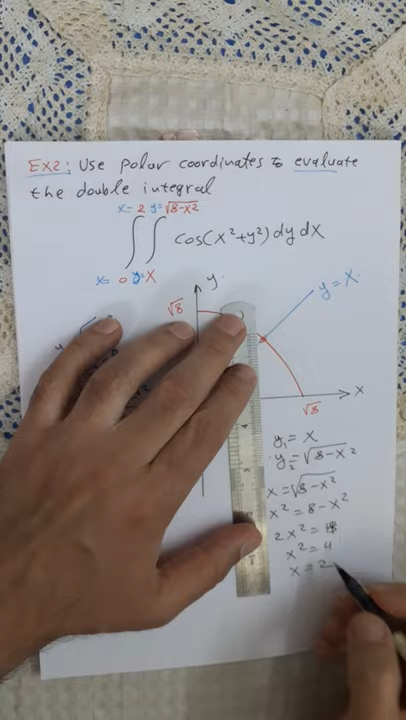 EX2: Use polar coordinates to evaluate
the double integral
x= 2 y= √8-x²
∫∫ cos(x²+y²) dy dx
x= 0 y= x
y
y = x
√8
x
√8
y₁ = x
y₂ = √8-x²
x = √8-x²
x² = 8-x²
2x² = 8
x² = 4
x = 2